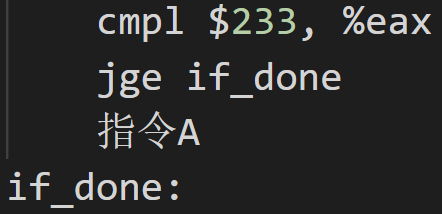 cmpl $233, %eax
jge if_done
指令A
if_done: